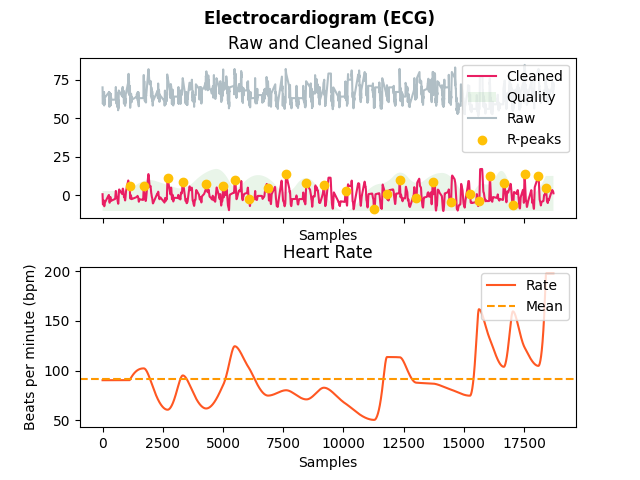 Electrocardiogram (ECG)
Raw and Cleaned Signal
75
50
25
0
Cleaned
Quality
Raw
R-peaks
Samples
Heart Rate
Beats per minute (bpm)
200
150
100
50
Rate
Mean
0 2500 5000 7500 10000 12500 15000 17500
Samples